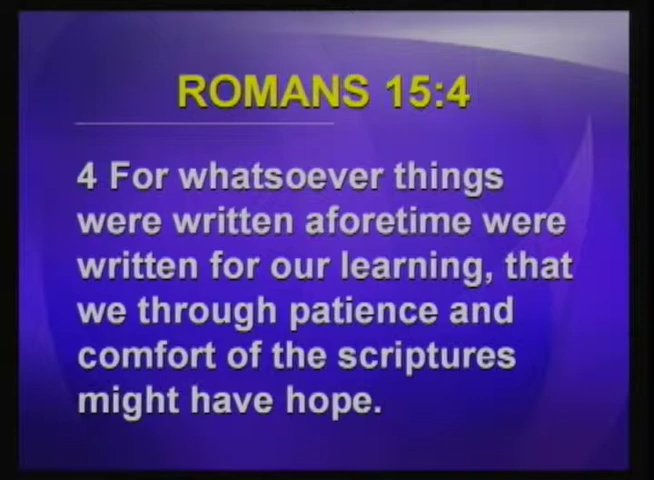 ROMANS 15:4
4 For whatsoever things
were written aforetime were
written for our learning, that
we through patience and
comfort of the scriptures
might have hope.